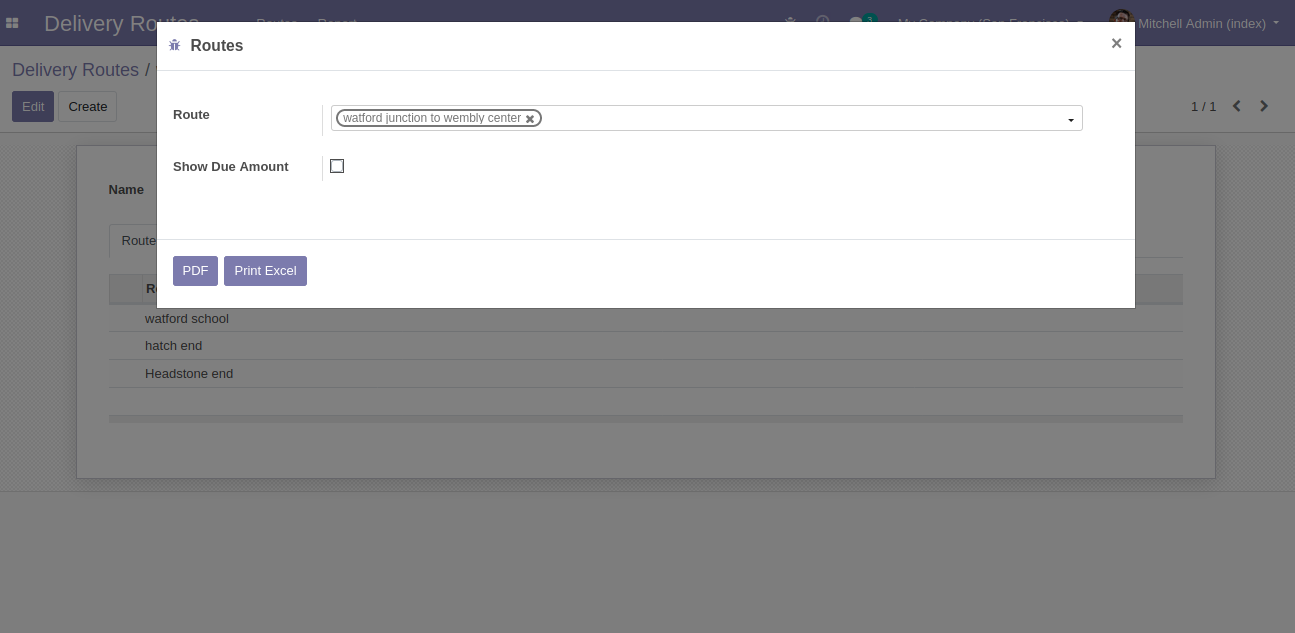 Delivery Routes Routes Report 3 My Company (San Francisco) Mitchell Admin (index)
Routes ×
Delivery Routes /
Edit Create 1 / 1
Route watford junction to wembly center
Show Due Amount
Name
Route
PDF Print Excel
watford school
hatch end
Headstone end